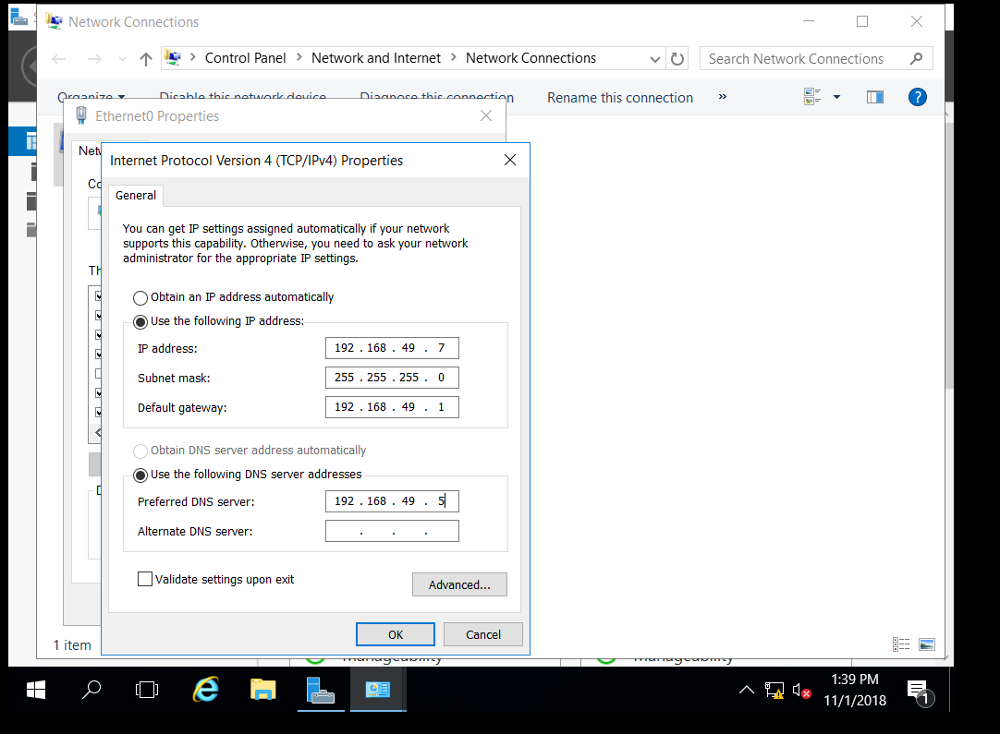 Network Connections
Control Panel > Network and Internet > Network Connections
Search Network Connections
Organize Disable this network device Diagnose this connection Rename this connection »
Ethernet0 Properties
Internet Protocol Version 4 (TCP/IPv4) Properties
General
You can get IP settings assigned automatically if your network
supports this capability. Otherwise, you need to ask your network
administrator for the appropriate IP settings.
Obtain an IP address automatically
Use the following IP address:
IP address: 192 . 168 . 49 . 7
Subnet mask: 255 . 255 . 255 . 0
Default gateway: 192 . 168 . 49 . 1
Obtain DNS server address automatically
Use the following DNS server addresses
Preferred DNS server: 192 . 168 . 49 . 5
Alternate DNS server: . . .
Validate settings upon exit
Advanced...
OK Cancel
1 item
Manageability Manageability
1:39 PM
11/1/2018
1